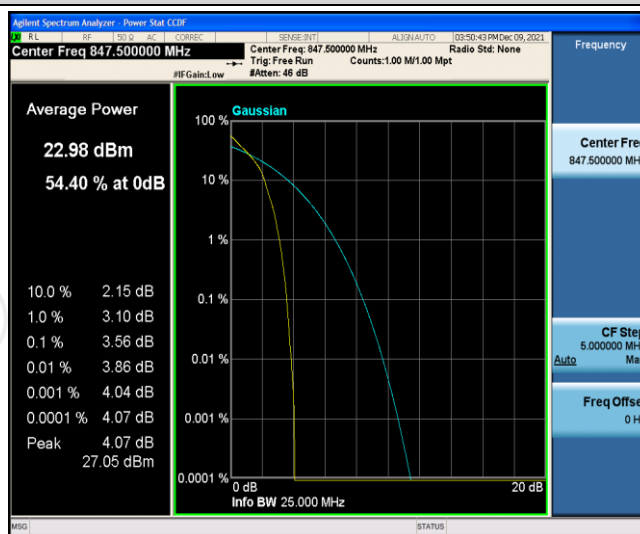 Agilent Spectrum Analyzer - Power Stat CCDF
RL RF 50 Ω AC CORREC SENSE:INT ALIGN AUTO 03:50:43 PM Dec 09, 2021
Center Freq 847.500000 MHz
Center Freq: 847.500000 MHz Radio Std: None
Trig: Free Run Counts:1.00 M/1.00 Mpt
#IFGain:Low #Atten: 46 dB
Frequency
Average Power
22.98 dBm
54.40 % at 0dB
10.0 % 2.15 dB
1.0 % 3.10 dB
0.1 % 3.56 dB
0.01 % 3.86 dB
0.001 % 4.04 dB
0.0001 % 4.07 dB
Peak 4.07 dB
27.05 dBm
Gaussian
100 %
10 %
1 %
0.1 %
0.01 %
0.001 %
0.0001 %
0 dB 20 dB
Info BW 25.000 MHz
Center Fre
847.500000 MH
CF Ste
5.000000 MH
Auto Ma
Freq Offse
0 H
MSG STATUS